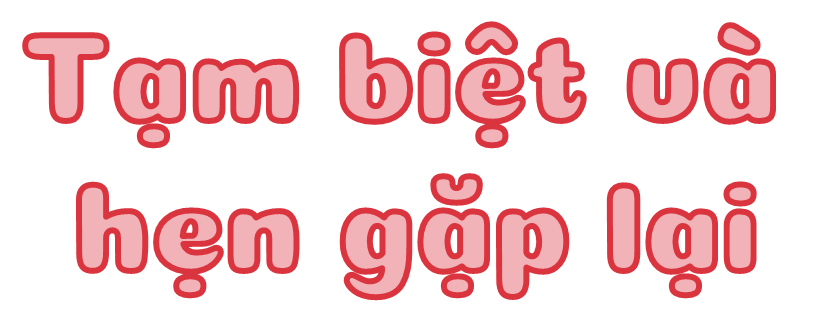 Tạm biệt và
hẹn gặp lại